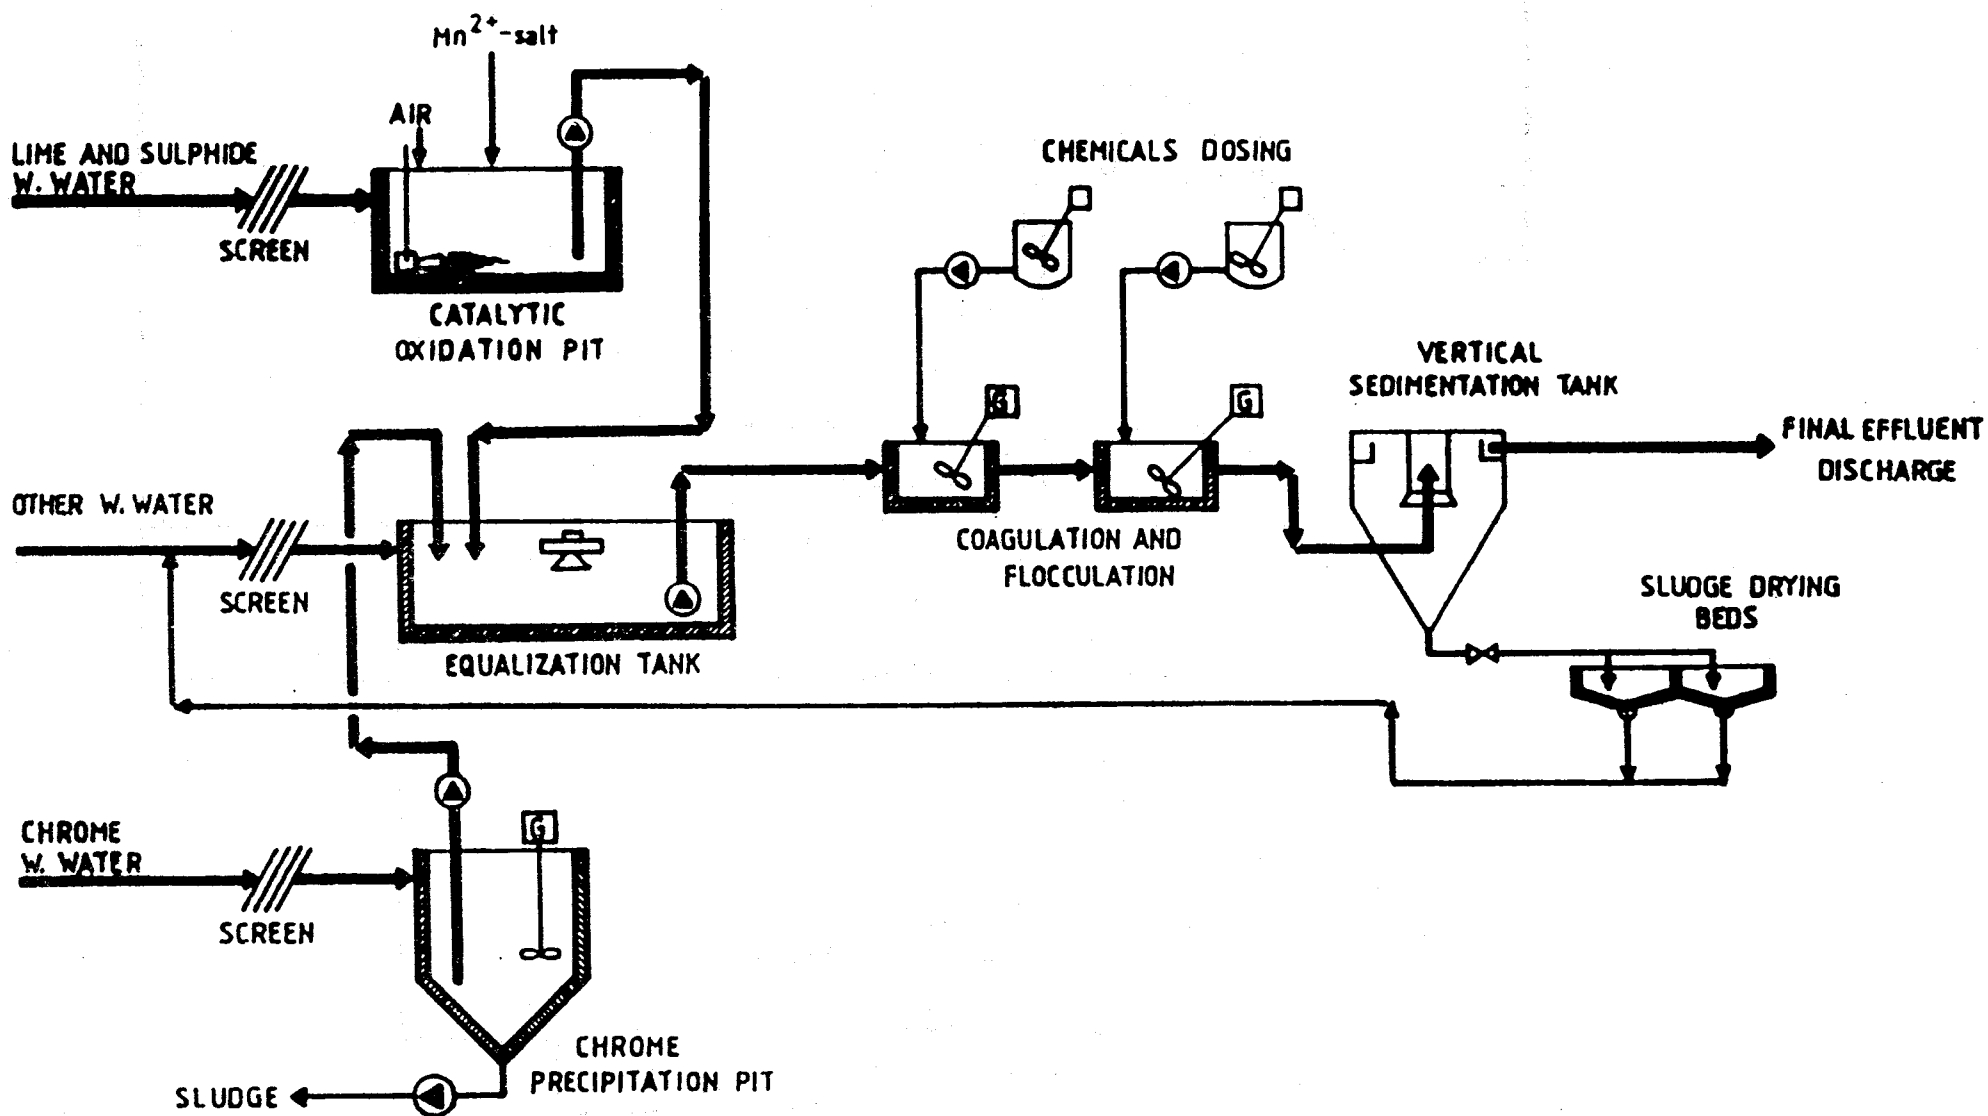 Mn²⁺-salt
AIR
LIME AND SULPHIDE
W. WATER
SCREEN
CATALYTIC
OXIDATION PIT
CHEMICALS DOSING
G
G
VERTICAL
SEDIMENTATION TANK
FINAL EFFLUENT
DISCHARGE
OTHER W. WATER
SCREEN
EQUALIZATION TANK
COAGULATION AND
FLOCCULATION
SLUDGE DRYING
BEDS
CHROME
W. WATER
SCREEN
G
CHROME
PRECIPITATION PIT
SLUDGE